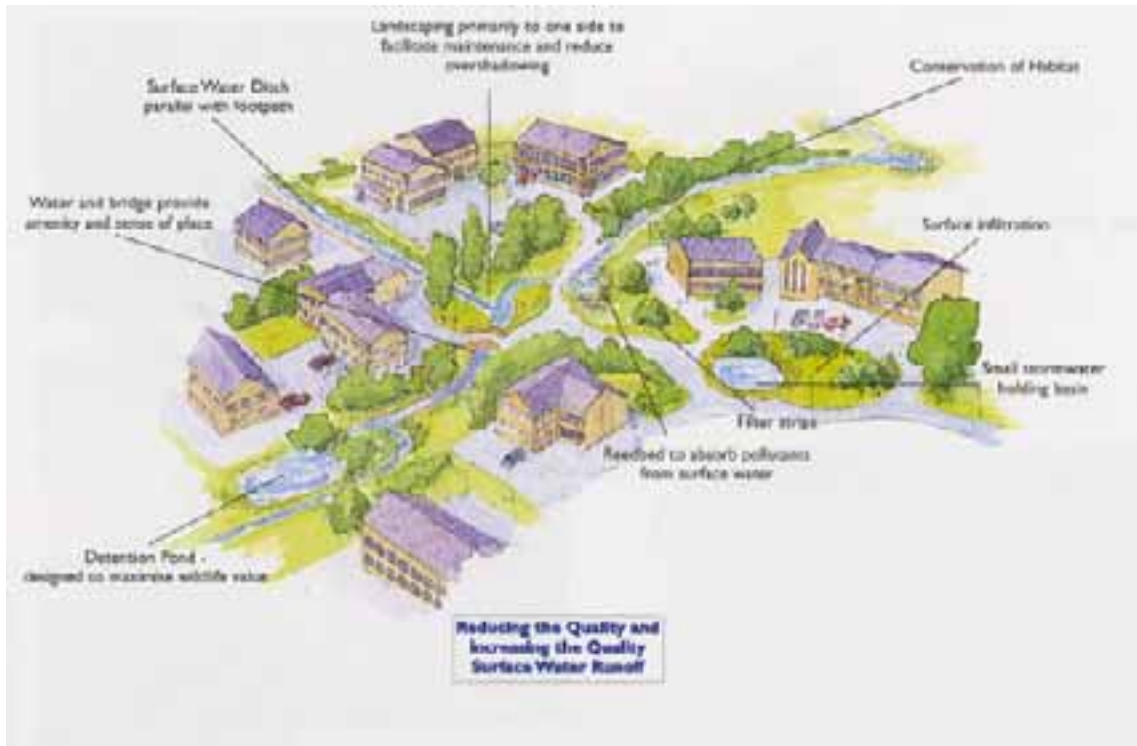 Landscaping primarily to one side to
facilitate maintenance and reduce
overshadowing
Conservation of Habitat
Surface Water Ditch
parallel with footpath
Water and bridge provide
amenity and sense of place
Surface infiltration
Small stormwater
holding basin
Filter strips
Reedbed to absorb pollutants
from surface water
Detention Pond -
designed to maximise wildlife value
Reducing the Quality and
Increasing the Quality
Surface Water Runoff